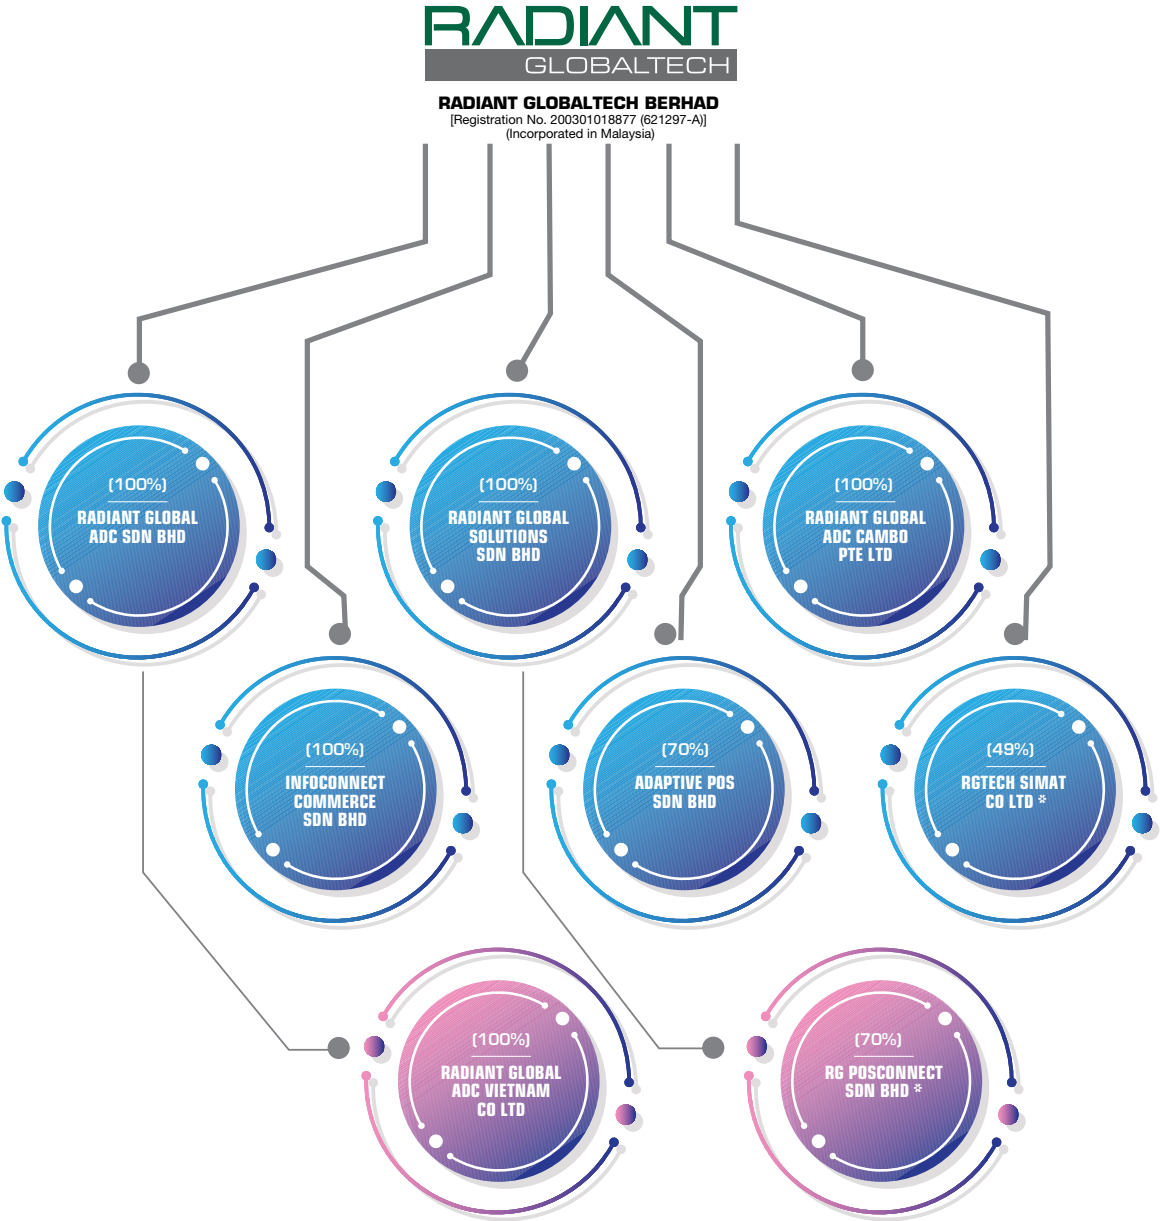 RADIANT
GLOBALTECH
RADIANT GLOBALTECH BERHAD
[Registration No. 200301018877 (621297-A)]
(Incorporated in Malaysia)
(100%)
RADIANT GLOBAL
ADC SDN BHD
(100%)
RADIANT GLOBAL
SOLUTIONS
SDN BHD
(100%)
RADIANT GLOBAL
ADC CAMBO
PTE LTD
(100%)
INFOCONNECT
COMMERCE
SDN BHD
(70%)
ADAPTIVE POS
SDN BHD
(49%)
RGTECH SIMAT
CO LTD *
(100%)
RADIANT GLOBAL
ADC VIETNAM
CO LTD
(70%)
RG POSCONNECT
SDN BHD *